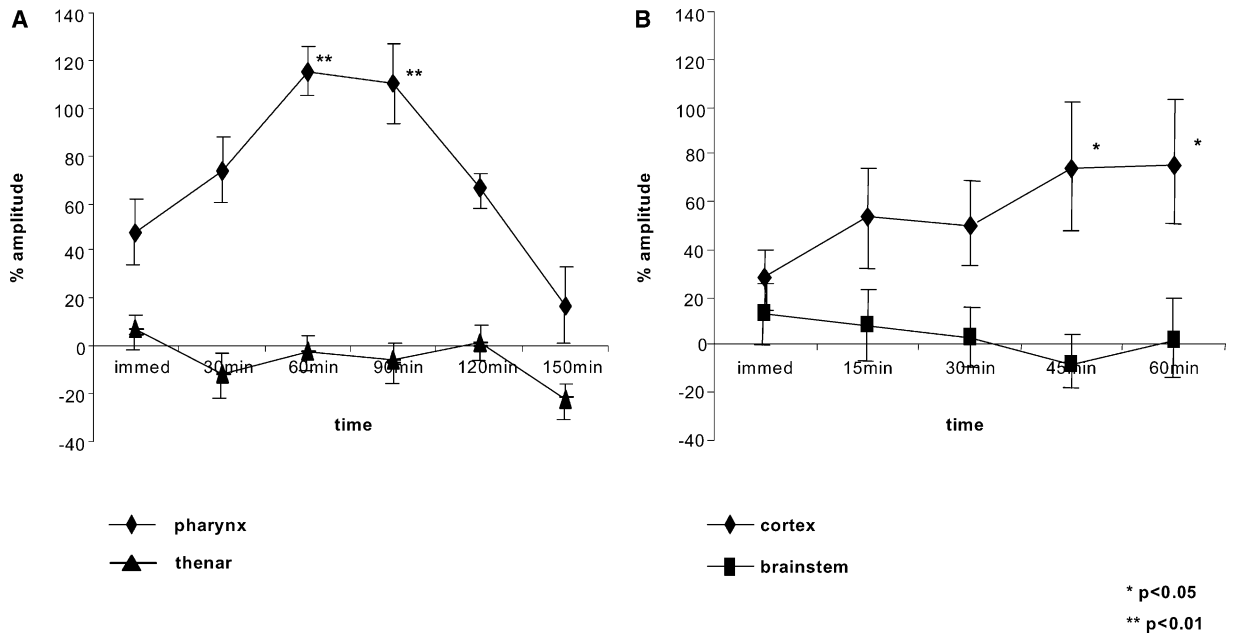 A
140
120
100
80
60
40
20
0
-20
-40
% amplitude
**
**
immed 30min 60min 90min 120min 150min
time
pharynx
thenar
B
140
120
100
80
60
40
20
0
-20
-40
% amplitude
*
*
immed 15min 30min 45min 60min
time
cortex
brainstem
* p<0.05
** p<0.01